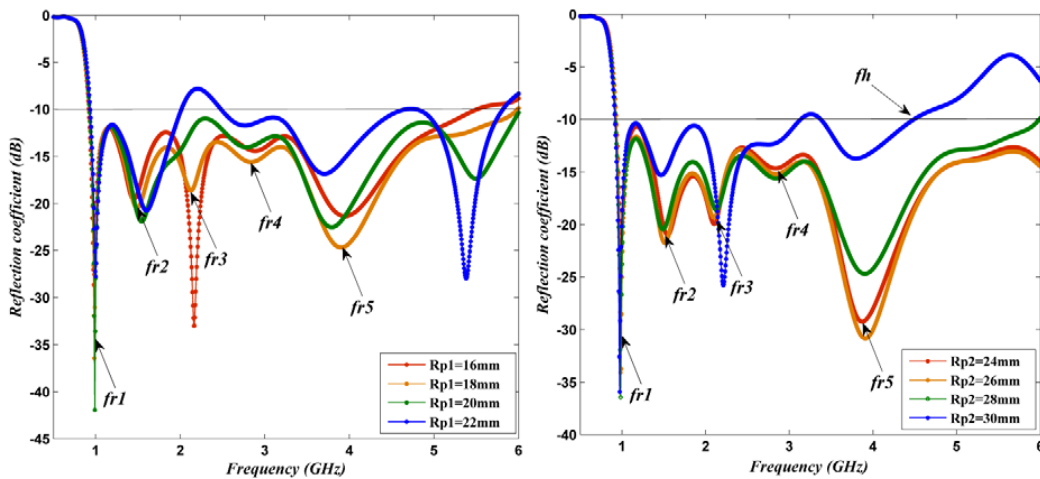 0
-5
-10
-15
-20
-25
-30
-35
-40
-45
Reflection coefficient (dB)
fr1
fr2
fr3
fr4
fr5
Rp1=16mm
Rp1=18mm
Rp1=20mm
Rp1=22mm
1 2 3 4 5 6
Frequency (GHz)
0
-5
-10
-15
-20
-25
-30
-35
-40
Reflection coefficient (dB)
fh
fr1
fr2
fr3
fr4
fr5
Rp2=24mm
Rp2=26mm
Rp2=28mm
Rp2=30mm
1 2 3 4 5 6
Frequency (GHz)